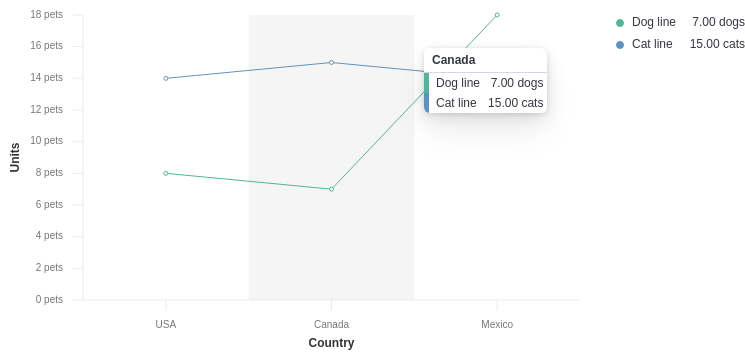 18 pets
16 pets
14 pets
12 pets
10 pets
8 pets
6 pets
4 pets
2 pets
0 pets
Units
USA
Canada
Mexico
Country
Canada
Dog line 7.00 dogs
Cat line 15.00 cats
Dog line 7.00 dogs
Cat line 15.00 cats